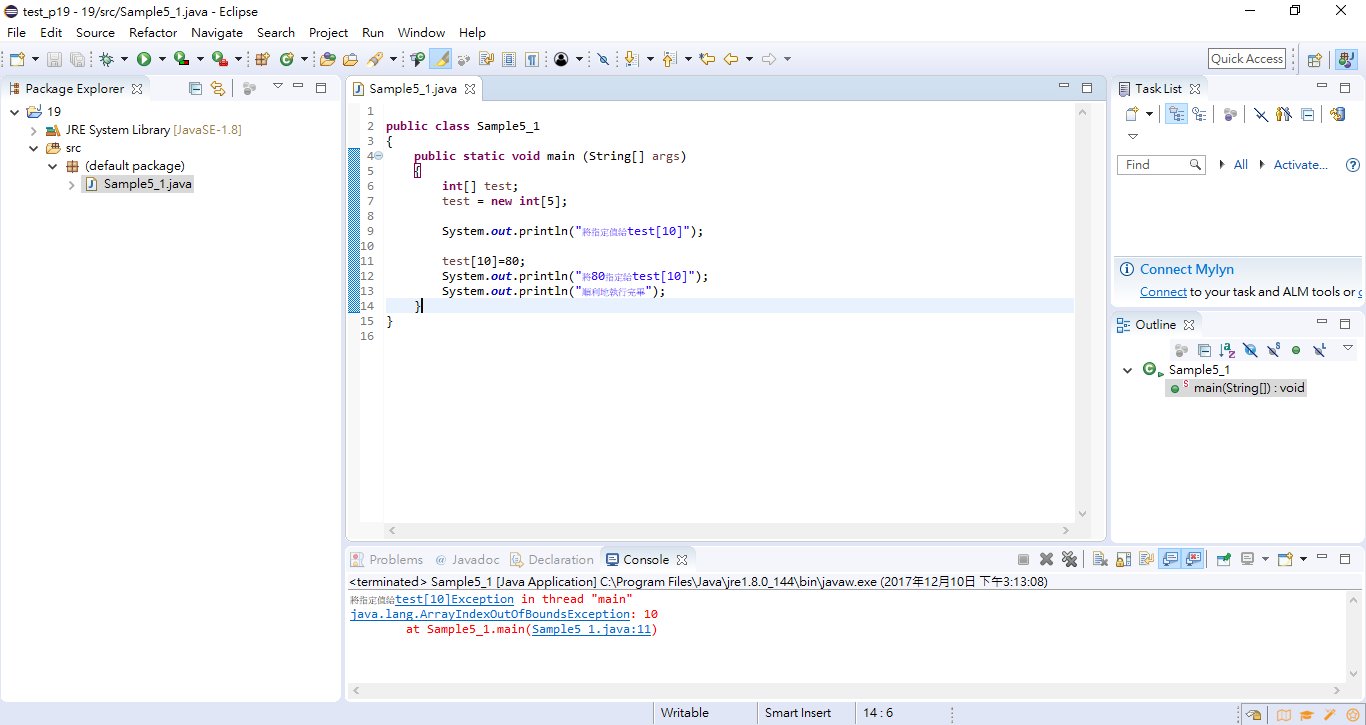 test_p19 - 19/src/Sample5_1.java - Eclipse
File Edit Source Refactor Navigate Search Project Run Window Help
Quick Access
Package Explorer
19
JRE System Library [JavaSE-1.8]
src
(default package)
Sample5_1.java
Sample5_1.java
1
2 public class Sample5_1
3 {
4 public static void main (String[] args)
5 {
6 int[] test;
7 test = new int[5];
8
9 System.out.println("將指定值給test[10]");
10
11 test[10]=80;
12 System.out.println("將80指定給test[10]");
13 System.out.println("順利地執行完畢");
14 }
15 }
16
Task List
Find All Activate...
Connect Mylyn
Connect to your task and ALM tools or
Outline
Sample5_1
main(String[]) : void
Problems @ Javadoc Declaration Console
<terminated> Sample5_1 [Java Application] C:\Program Files\Java\jre1.8.0_144\bin\javaw.exe (2017年12月10日 下午3:13:08)
將指定值給test[10]Exception in thread "main"
java.lang.ArrayIndexOutOfBoundsException: 10
at Sample5_1.main(Sample5_1.java:11)
Writable Smart Insert 14 : 6